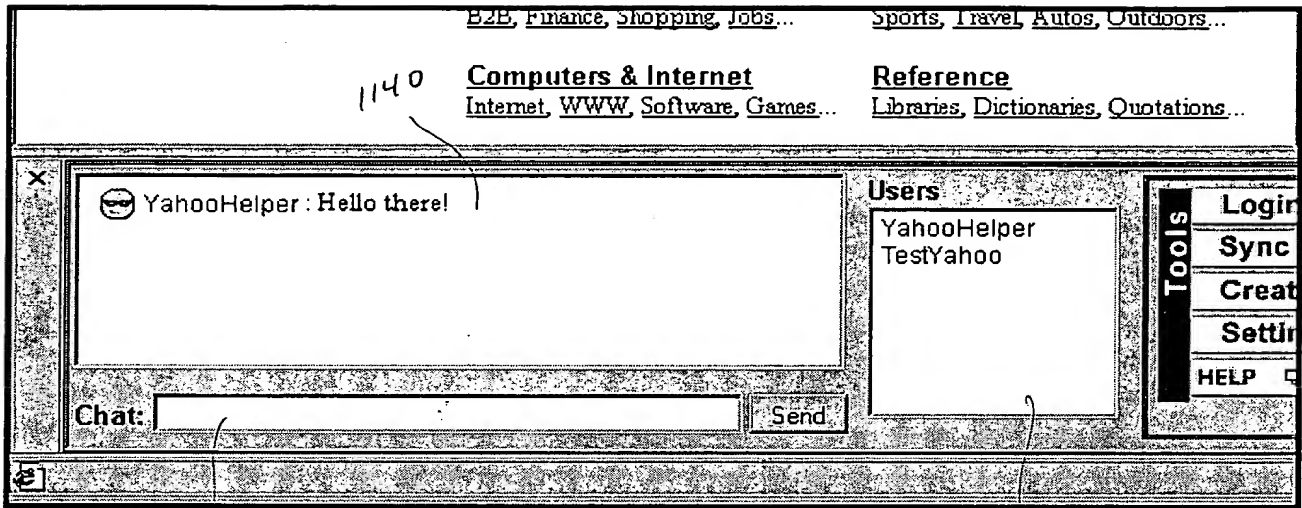 B2B, Finance, Shopping, Jobs...
Sports, Travel, Autos, Outdoors...
Computers & Internet
Internet, WWW, Software, Games...
Reference
Libraries, Dictionaries, Quotations...
1140
YahooHelper : Hello there!
Users
YahooHelper
TestYahoo
Chat:
Send
Tools
Login
Sync
Creat
Settin
HELP